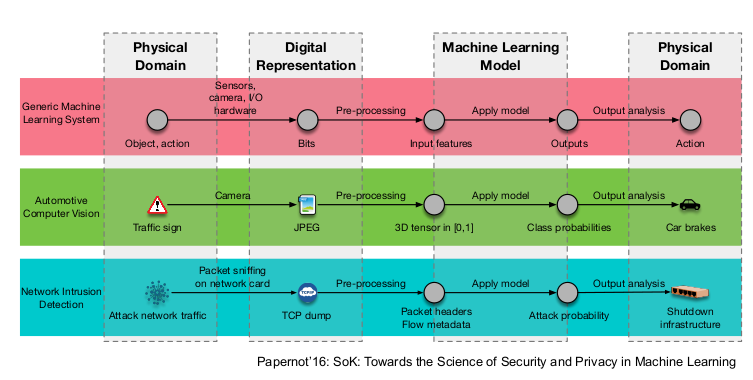 Physical
Domain
Digital
Representation
Machine Learning
Model
Physical
Domain
Generic Machine
Learning System
Sensors,
camera, I/O
hardware
Pre-processing
Apply model
Output analysis
Object, action
Bits
Input features
Outputs
Action
Automotive
Computer Vision
Camera
Pre-processing
Apply model
Output analysis
Traffic sign
JPEG
3D tensor in [0,1]
Class probabilities
Car brakes
Network Intrusion
Detection
Packet sniffing
on network card
Pre-processing
Apply model
Output analysis
TCP/IP
Attack network traffic
TCP dump
Packet headers
Flow metadata
Attack probability
Shutdown
infrastructure
Papernot'16: SoK: Towards the Science of Security and Privacy in Machine Learning